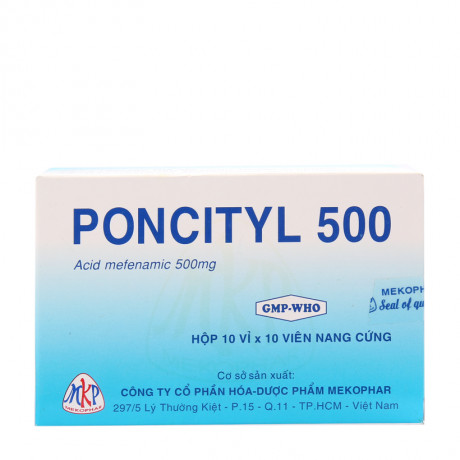 PONCITYL 500
Acid mefenamic 500mg
GMP-WHO
MEKOPHA
Seal of qu
HỘP 10 VỈ x 10 VIÊN NANG CỨNG
Cơ sở sản xuất:
CÔNG TY CỔ PHẦN HÓA-DƯỢC PHẨM MEKOPHAR
297/5 Lý Thường Kiệt - P.15 - Q.11 - TP.HCM - Việt Nam
MKP
MEKOPHAR